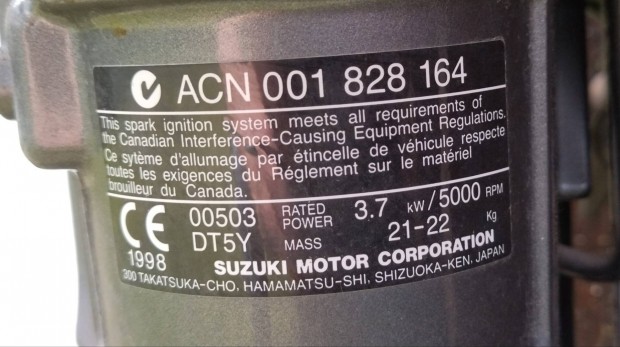 ACN 001 828 164
This spark ignition system meets all requirements of
the Canadian Interference-Causing Equipment Regulations.
Ce sytème d'allumage par étincelle de véhicule respecte
toutes les exigences du Réglement sur le matériel
brouilleur du Canada.
CE 00503 RATED POWER 3.7 kW/5000 RPM
1998 DT5Y MASS 21-22 Kg
SUZUKI MOTOR CORPORATION
300 TAKATSUKA-CHO, HAMAMATSU-SHI, SHIZUOKA-KEN, JAPAN